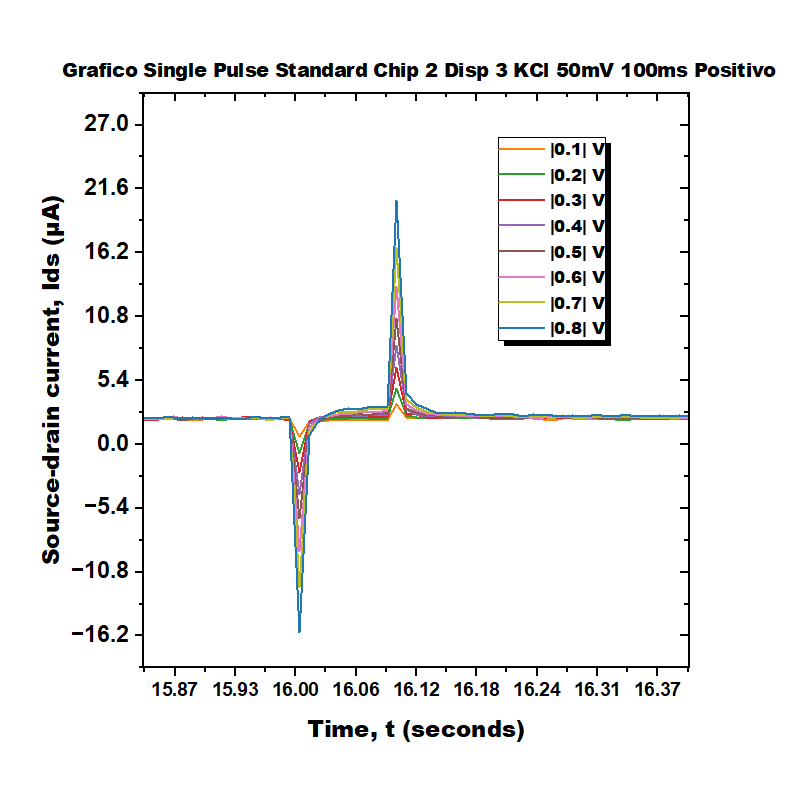 Grafico Single Pulse Standard Chip 2 Disp 3 KCl 50mV 100ms Positivo
27.0
21.6
16.2
10.8
5.4
0.0
−5.4
−10.8
−16.2
Source-drain current, Ids (µA)
|0.1| V
|0.2| V
|0.3| V
|0.4| V
|0.5| V
|0.6| V
|0.7| V
|0.8| V
15.87 15.93 16.00 16.06 16.12 16.18 16.24 16.31 16.37
Time, t (seconds)